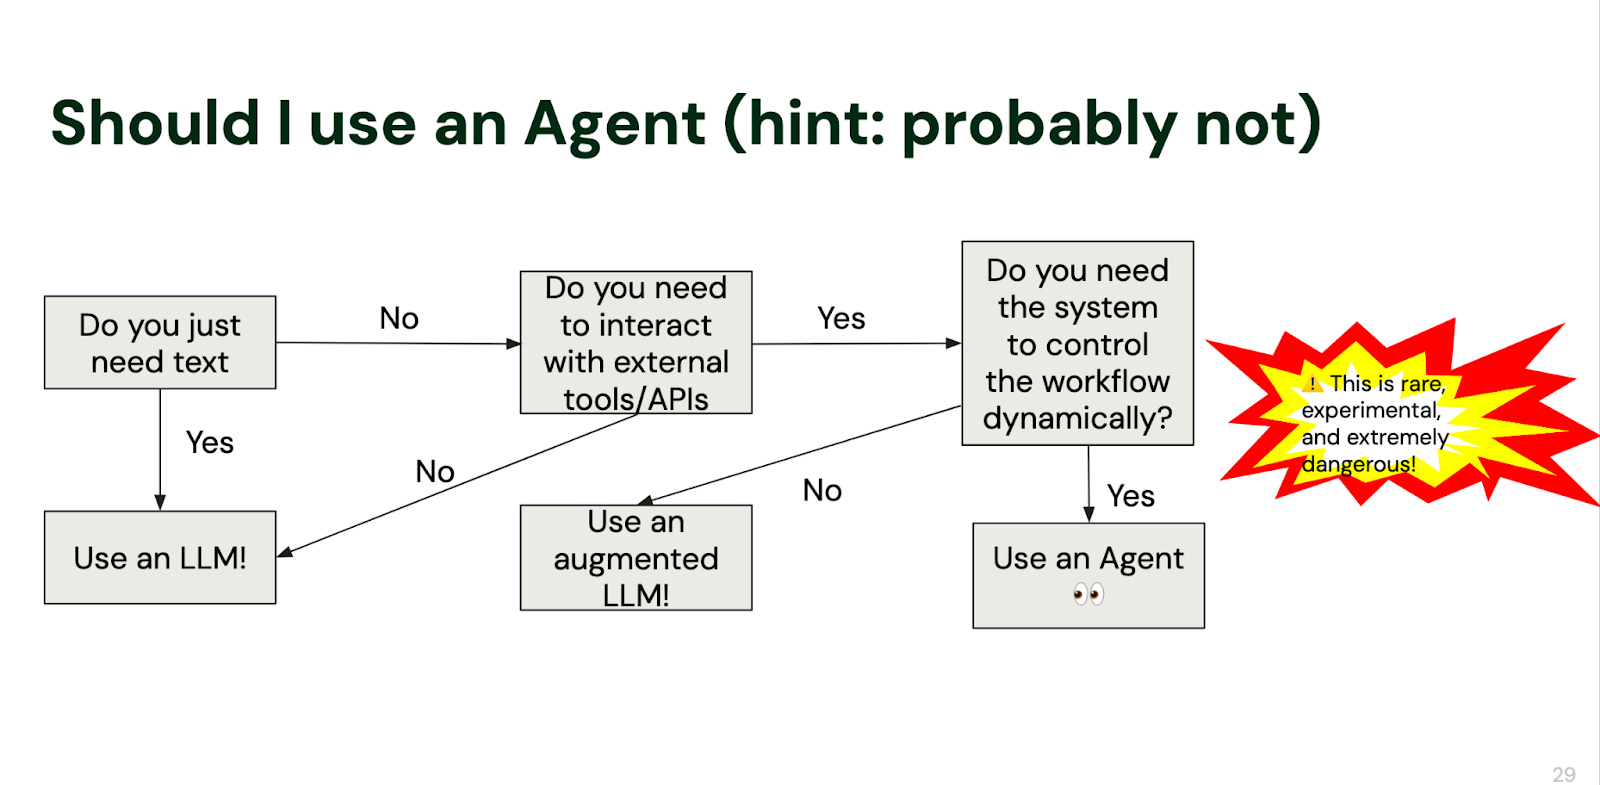 Should I use an Agent (hint: probably not)
Do you just
need text
No
Do you need
to interact
with external
tools/APIs
Yes
Do you need
the system
to control
the workflow
dynamically?
⚠️ This is rare,
experimental,
and extremely
dangerous!
Yes
No
No
Yes
Use an LLM!
Use an
augmented
LLM!
Use an Agent
👀
29